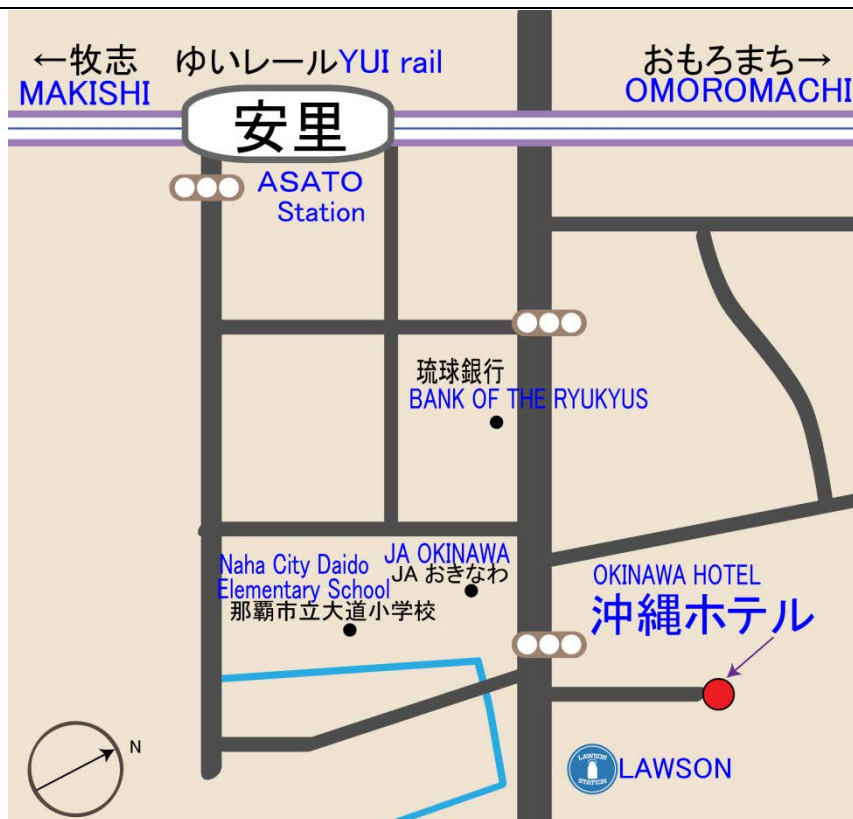 ←牧志
MAKISHI
ゆいレールYUI rail
おもろまち→
OMOROMACHI
安里
ASATO
Station
琉球銀行
BANK OF THE RYUKYUS
Naha City Daido
Elementary School
那覇市立大道小学校
JA OKINAWA
JA おきなわ
OKINAWA HOTEL
沖縄ホテル
LAWSON
STATION
LAWSON
N